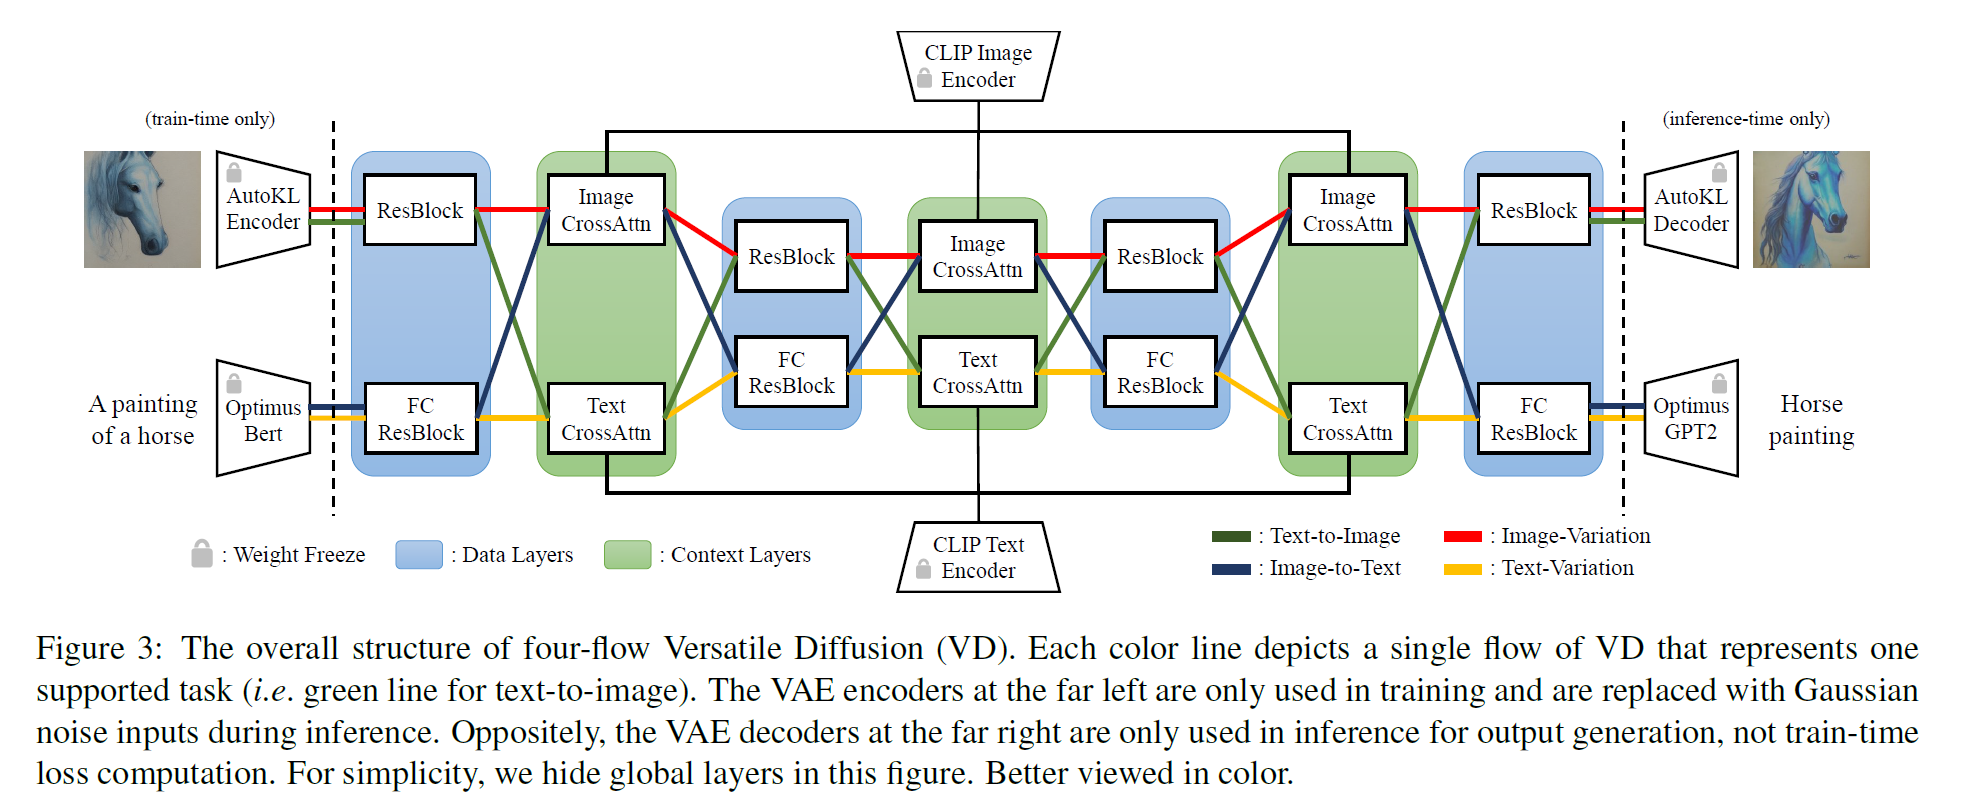 CLIP Image
Encoder
(train-time only)
(inference-time only)
AutoKL
Encoder
ResBlock
Image
CrossAttn
ResBlock
Image
CrossAttn
ResBlock
Image
CrossAttn
ResBlock
AutoKL
Decoder
A painting
of a horse
Optimus
Bert
FC
ResBlock
Text
CrossAttn
FC
ResBlock
Text
CrossAttn
FC
ResBlock
Text
CrossAttn
FC
ResBlock
Optimus
GPT2
Horse
painting
CLIP Text
Encoder
: Weight Freeze
: Data Layers
: Context Layers
: Text-to-Image
: Image-Variation
: Image-to-Text
: Text-Variation
Figure 3: The overall structure of four-flow Versatile Diffusion (VD). Each color line depicts a single flow of VD that represents one
supported task (i.e. green line for text-to-image). The VAE encoders at the far left are only used in training and are replaced with Gaussian
noise inputs during inference. Oppositely, the VAE decoders at the far right are only used in inference for output generation, not train-time
loss computation. For simplicity, we hide global layers in this figure. Better viewed in color.